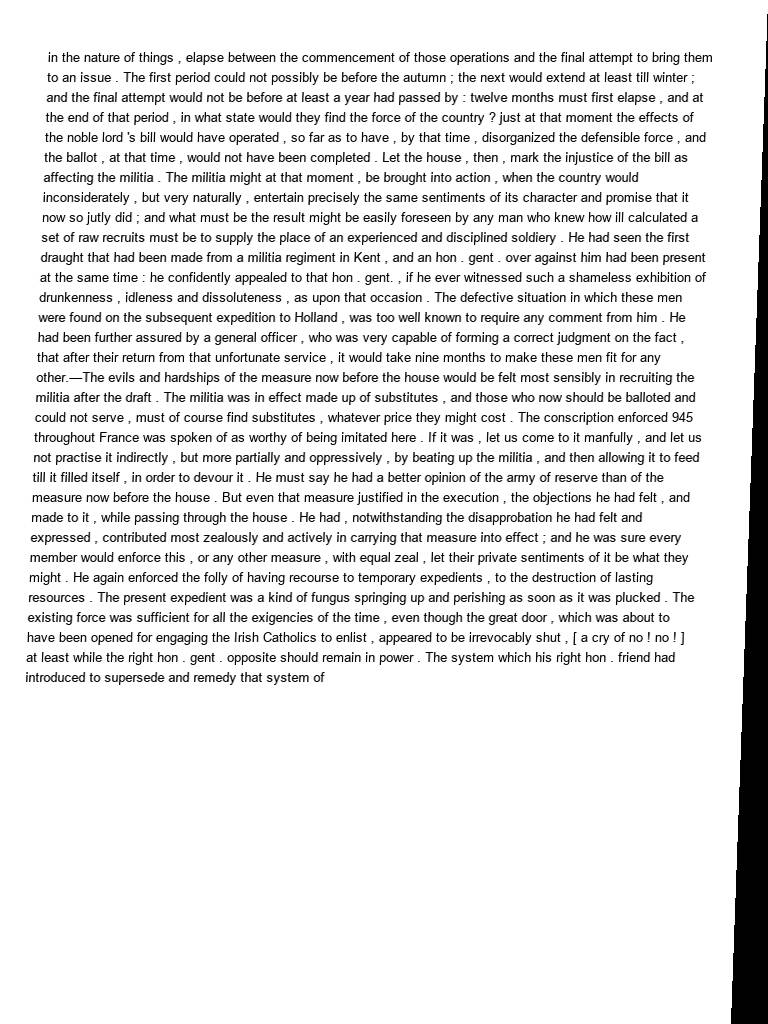 in the nature of things , elapse between the commencement of those operations and the final attempt to bring them
to an issue . The first period could not possibly be before the autumn ; the next would extend at least till winter ;
and the final attempt would not be before at least a year had passed by : twelve months must first elapse , and at
the end of that period , in what state would they find the force of the country ? just at that moment the effects of
the noble lord 's bill would have operated , so far as to have , by that time , disorganized the defensible force , and
the ballot , at that time , would not have been completed . Let the house , then , mark the injustice of the bill as
affecting the militia . The militia might at that moment , be brought into action , when the country would
inconsiderately , but very naturally , entertain precisely the same sentiments of its character and promise that it
now so jutly did ; and what must be the result might be easily foreseen by any man who knew how ill calculated a
set of raw recruits must be to supply the place of an experienced and disciplined soldiery . He had seen the first
draught that had been made from a militia regiment in Kent , and an hon . gent . over against him had been present
at the same time : he confidently appealed to that hon . gent. , if he ever witnessed such a shameless exhibition of
drunkenness , idleness and dissoluteness , as upon that occasion . The defective situation in which these men
were found on the subsequent expedition to Holland , was too well known to require any comment from him . He
had been further assured by a general officer , who was very capable of forming a correct judgment on the fact ,
that after their return from that unfortunate service , it would take nine months to make these men fit for any
other.—The evils and hardships of the measure now before the house would be felt most sensibly in recruiting the
militia after the draft . The militia was in effect made up of substitutes , and those who now should be balloted and
could not serve , must of course find substitutes , whatever price they might cost . The conscription enforced 945
throughout France was spoken of as worthy of being imitated here . If it was , let us come to it manfully , and let us
not practise it indirectly , but more partially and oppressively , by beating up the militia , and then allowing it to feed
till it filled itself , in order to devour it . He must say he had a better opinion of the army of reserve than of the
measure now before the house . But even that measure justified in the execution , the objections he had felt , and
made to it , while passing through the house . He had , notwithstanding the disapprobation he had felt and
expressed , contributed most zealously and actively in carrying that measure into effect ; and he was sure every
member would enforce this , or any other measure , with equal zeal , let their private sentiments of it be what they
might . He again enforced the folly of having recourse to temporary expedients , to the destruction of lasting
resources . The present expedient was a kind of fungus springing up and perishing as soon as it was plucked . The
existing force was sufficient for all the exigencies of the time , even though the great door , which was about to
have been opened for engaging the Irish Catholics to enlist , appeared to be irrevocably shut , [ a cry of no ! no ! ]
at least while the right hon . gent . opposite should remain in power . The system which his right hon . friend had
introduced to supersede and remedy that system of